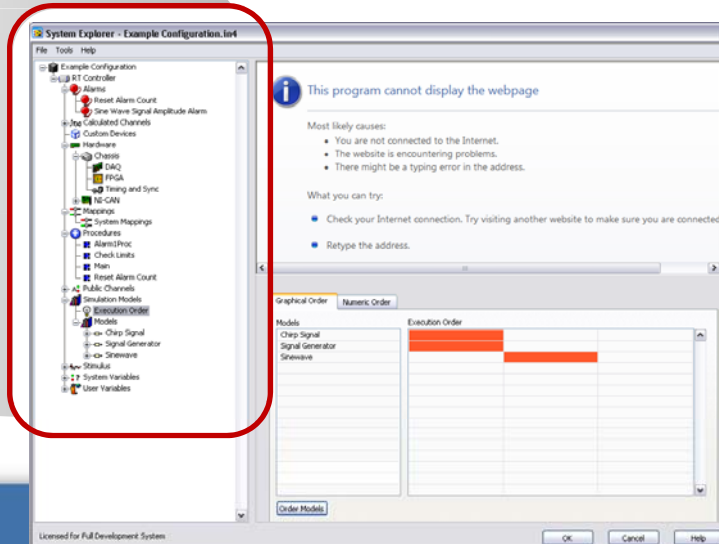 System Explorer - Example Configuration.in4
File Tools Help
Example Configuration
RT Controller
Alarms
Reset Alarm Count
Sine Wave Signal Amplitude Alarm
Calculated Channels
Custom Devices
Hardware
Chassis
DAQ
FPGA
Timing and Sync
NI-CAN
Mappings
System Mappings
Procedures
Alarm1Proc
Check Limits
Main
Reset Alarm Count
Public Channels
Simulation Models
Execution Order
Models
Chirp Signal
Signal Generator
Sinewave
Stimulus
System Variables
User Variables
Licensed for Full Development System
This program cannot display the webpage
Most likely causes:
• You are not connected to the Internet.
• The website is encountering problems.
• There might be a typing error in the address.
What you can try:
Check your Internet connection. Try visiting another website to make sure you are connected
Retype the address.
Graphical Order Numeric Order
Models Execution Order
Chirp Signal
Signal Generator
Sinewave
Order Models
OK Cancel Help